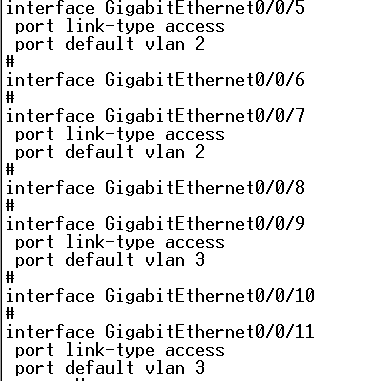 interface GigabitEthernet0/0/5
 port link-type access
 port default vlan 2
#
interface GigabitEthernet0/0/6
#
interface GigabitEthernet0/0/7
 port link-type access
 port default vlan 2
#
interface GigabitEthernet0/0/8
#
interface GigabitEthernet0/0/9
 port link-type access
 port default vlan 3
#
interface GigabitEthernet0/0/10
#
interface GigabitEthernet0/0/11
 port link-type access
 port default vlan 3